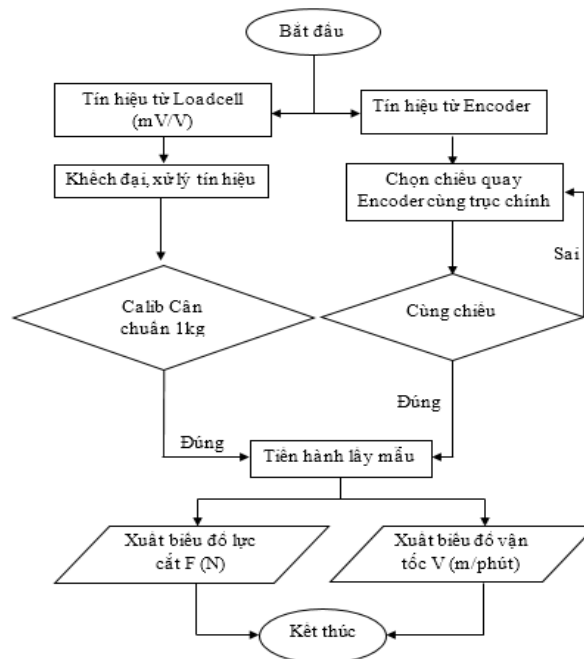 Bắt đầu
Tín hiệu từ Loadcell
(mV/V)
Tín hiệu từ Encoder
Khếch đại, xử lý tín hiệu
Chọn chiều quay
Encoder cùng trục chính
Sai
Calib Cân
chuẩn 1kg
Cùng chiều
Đúng
Đúng
Tiến hành lấy mẫu
Xuất biểu đồ lực
cắt F (N)
Xuất biểu đồ vận
tốc V (m/phút)
Kết thúc